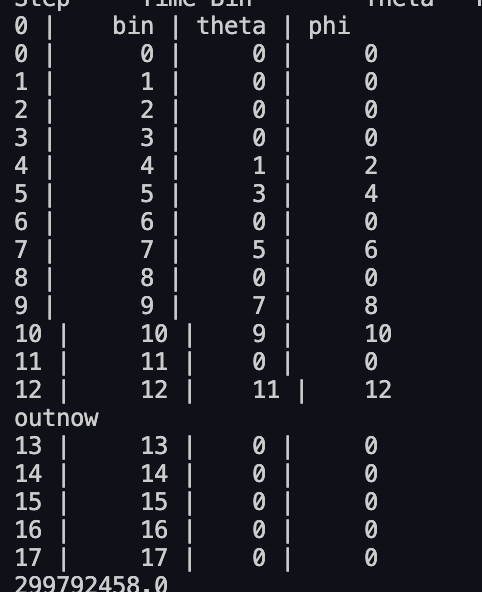 Step Time Bin Theta
0 | bin | theta | phi
0 | 0 | 0 | 0
1 | 1 | 0 | 0
2 | 2 | 0 | 0
3 | 3 | 0 | 0
4 | 4 | 1 | 2
5 | 5 | 3 | 4
6 | 6 | 0 | 0
7 | 7 | 5 | 6
8 | 8 | 0 | 0
9 | 9 | 7 | 8
10 | 10 | 9 | 10
11 | 11 | 0 | 0
12 | 12 | 11 | 12
outnow
13 | 13 | 0 | 0
14 | 14 | 0 | 0
15 | 15 | 0 | 0
16 | 16 | 0 | 0
17 | 17 | 0 | 0
299792458.0